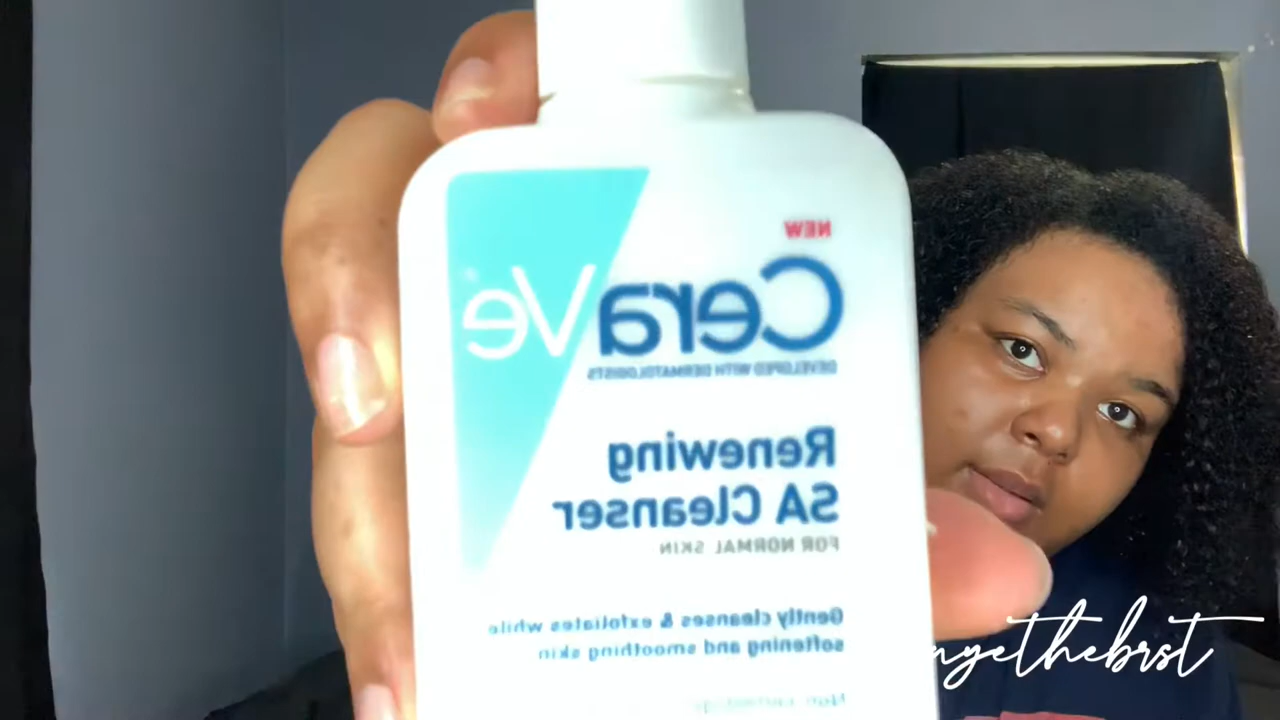 NEW
CeraVe
DEVELOPED WITH DERMATOLOGISTS
Renewing
SA Cleanser
FOR NORMAL SKIN
Gently cleanses & exfoliates while
softening and smoothing skin